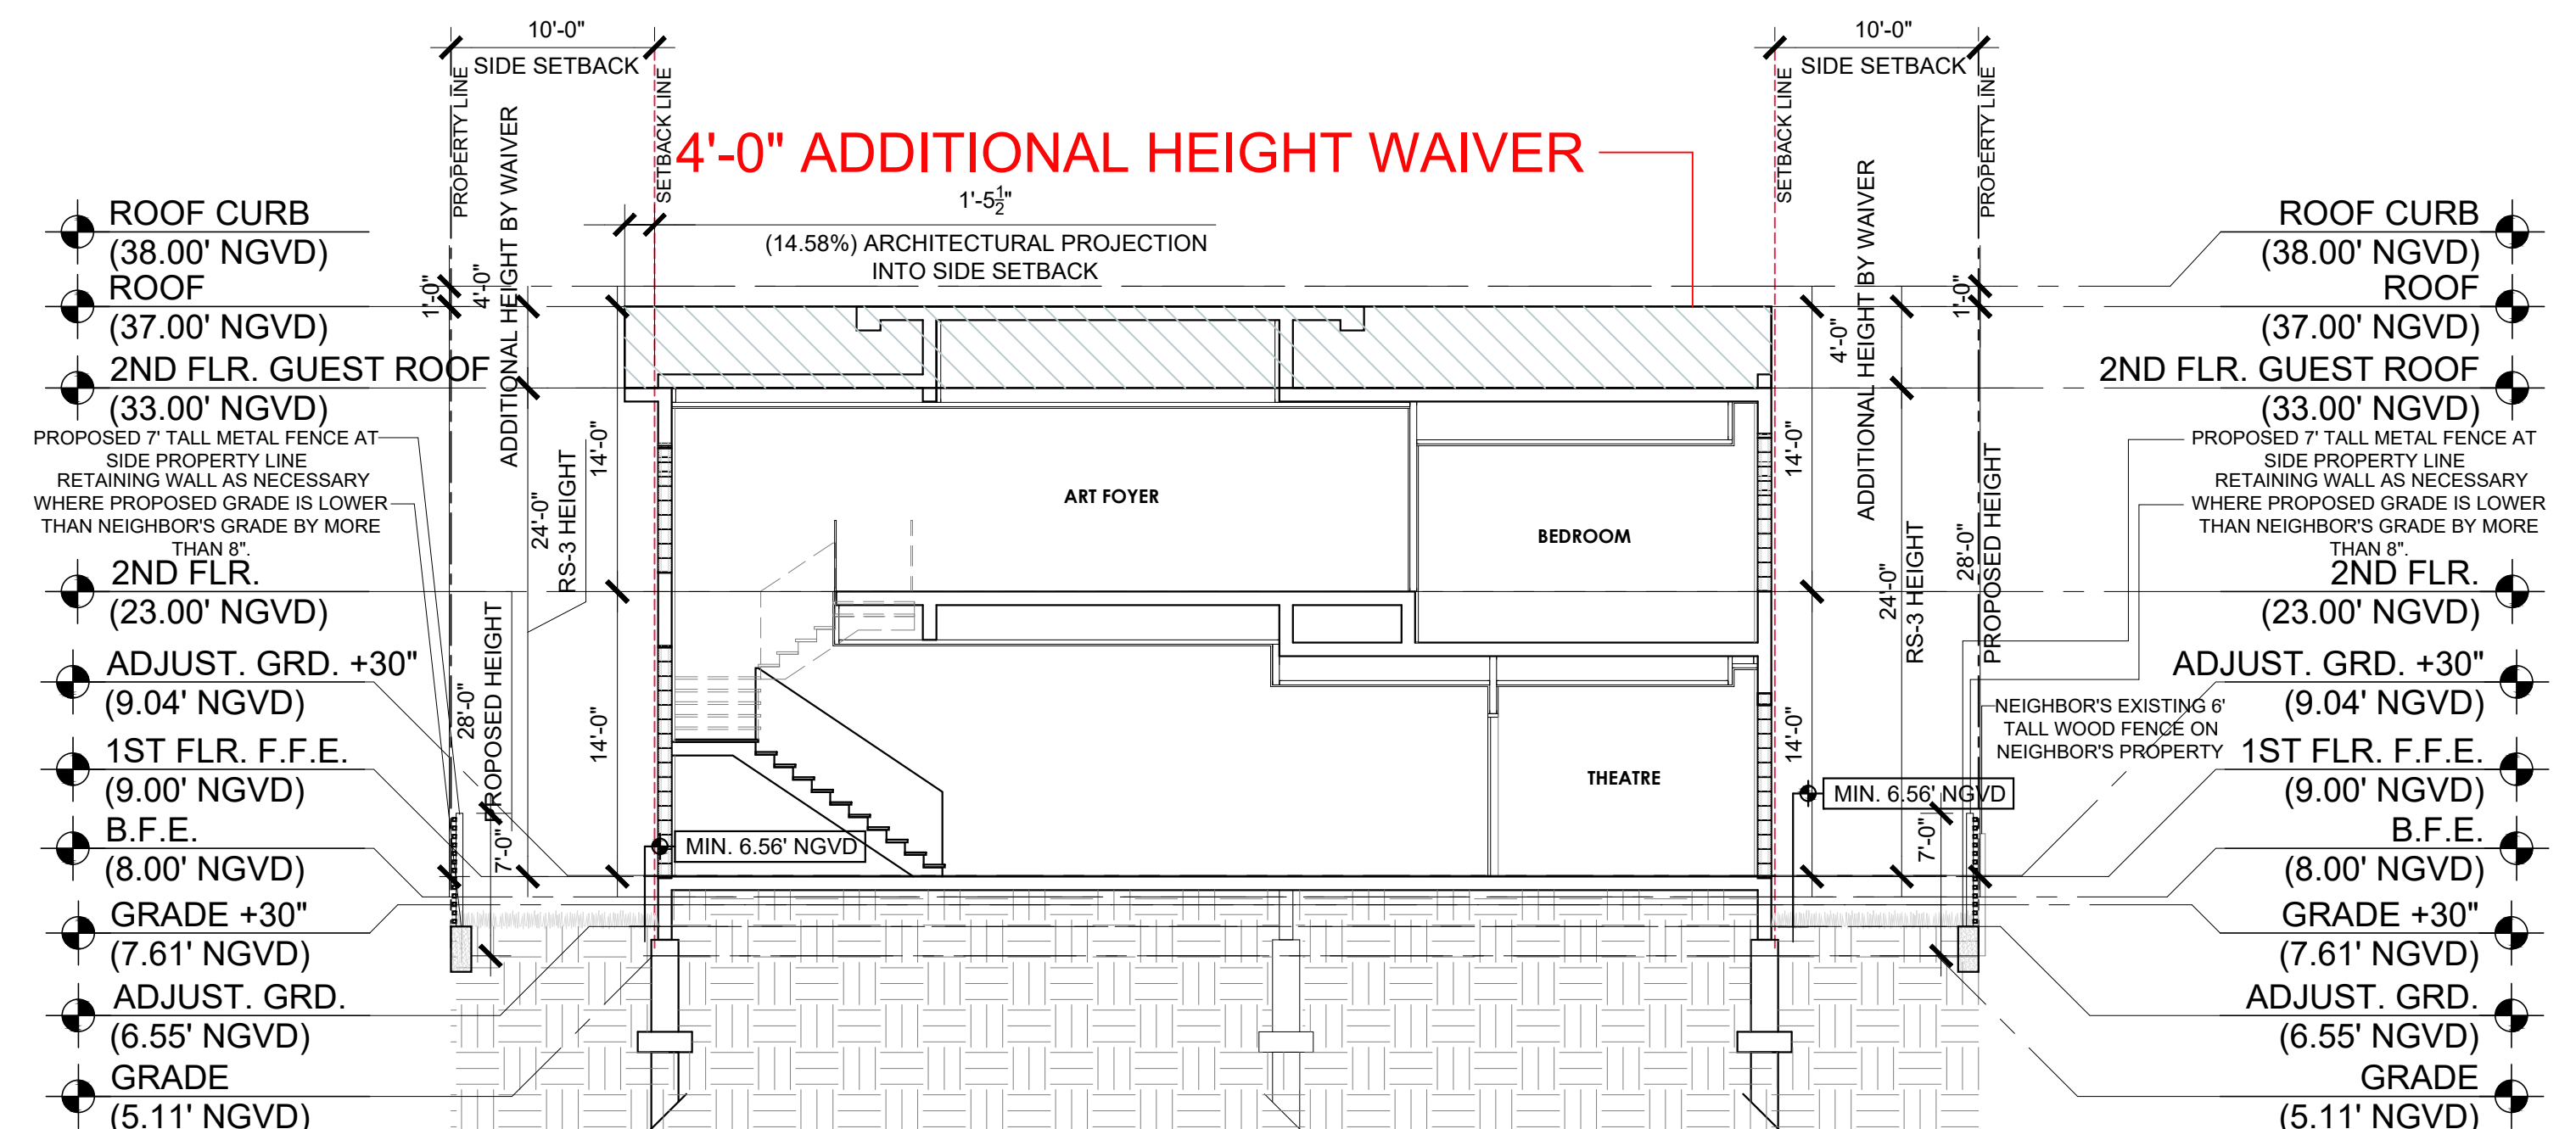 10'-0"
SIDE SETBACK
PROPERTY LINE
SETBACK LINE
ADDITIONAL HEIGHT BY WAIVER
4'-0"
1'-0"
4'-0" ADDITIONAL HEIGHT WAIVER
1'-5½"
(14.58%) ARCHITECTURAL PROJECTION
INTO SIDE SETBACK
10'-0"
SIDE SETBACK
SETBACK LINE
PROPERTY LINE
ADDITIONAL HEIGHT BY WAIVER
4'-0"
1'-0"
ROOF CURB
(38.00' NGVD)
ROOF
(37.00' NGVD)
2ND FLR. GUEST ROOF
(33.00' NGVD)
PROPOSED 7' TALL METAL FENCE AT
SIDE PROPERTY LINE
RETAINING WALL AS NECESSARY
WHERE PROPOSED GRADE IS LOWER
THAN NEIGHBOR'S GRADE BY MORE
THAN 8".
2ND FLR.
(23.00' NGVD)
ADJUST. GRD. +30"
(9.04' NGVD)
1ST FLR. F.F.E.
(9.00' NGVD)
B.F.E.
(8.00' NGVD)
GRADE +30"
(7.61' NGVD)
ADJUST. GRD.
(6.55' NGVD)
GRADE
(5.11' NGVD)
24'-0"
RS-3 HEIGHT
14'-0"
28'-0"
PROPOSED HEIGHT
14'-0"
7'-0"
ART FOYER
BEDROOM
THEATRE
MIN. 6.56' NGVD
MIN. 6.56' NGVD
14'-0"
14'-0"
24'-0"
RS-3 HEIGHT
28'-0"
PROPOSED HEIGHT
7'-0"
NEIGHBOR'S EXISTING 6'
TALL WOOD FENCE ON
NEIGHBOR'S PROPERTY
ROOF CURB
(38.00' NGVD)
ROOF
(37.00' NGVD)
2ND FLR. GUEST ROOF
(33.00' NGVD)
PROPOSED 7' TALL METAL FENCE AT
SIDE PROPERTY LINE
RETAINING WALL AS NECESSARY
WHERE PROPOSED GRADE IS LOWER
THAN NEIGHBOR'S GRADE BY MORE
THAN 8".
2ND FLR.
(23.00' NGVD)
ADJUST. GRD. +30"
(9.04' NGVD)
1ST FLR. F.F.E.
(9.00' NGVD)
B.F.E.
(8.00' NGVD)
GRADE +30"
(7.61' NGVD)
ADJUST. GRD.
(6.55' NGVD)
GRADE
(5.11' NGVD)